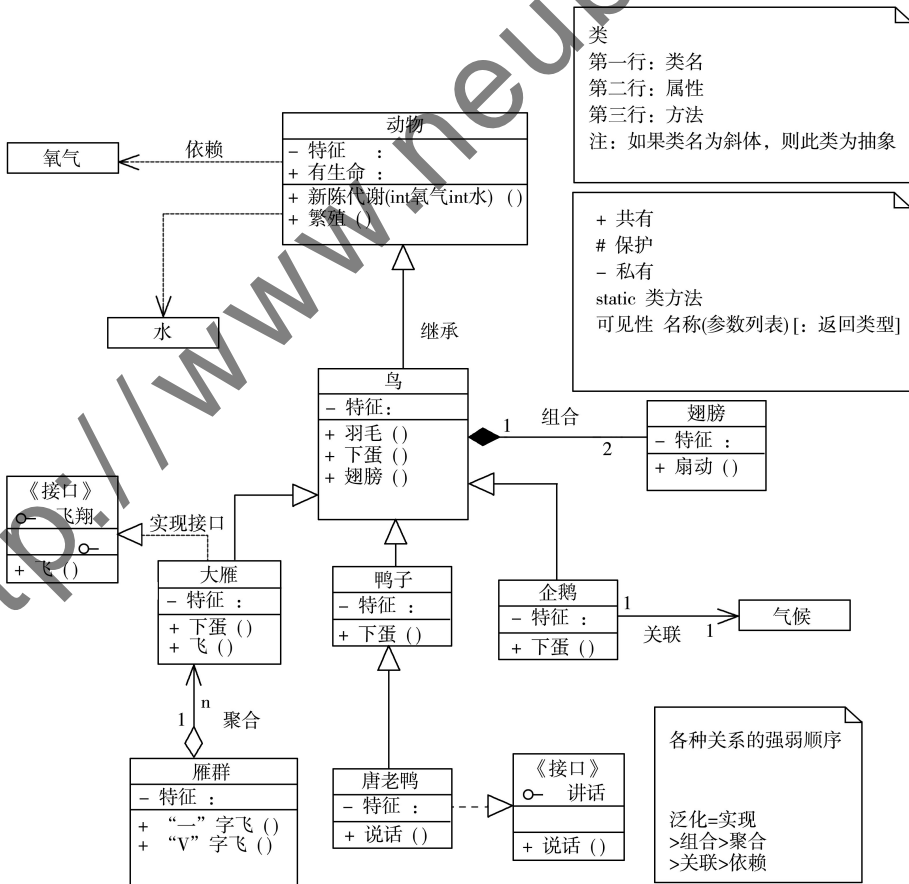 类
第一行：类名
第二行：属性
第三行：方法
注：如果类名为斜体，则此类为抽象
+ 共有
# 保护
- 私有
static 类方法
可见性 名称(参数列表) [：返回类型]
动物
- 特征 ：
+ 有生命：
+ 新陈代谢(int氧气int水) ()
+ 繁殖 ()
氧气
依赖
水
继承
鸟
- 特征：
+ 羽毛 ()
+ 下蛋 ()
+ 翅膀 ()
1
组合
2
翅膀
- 特征 ：
+ 扇动 ()
《接口》
飞翔
+ 飞 ()
实现接口
大雁
- 特征 ：
+ 下蛋 ()
+ 飞 ()
鸭子
- 特征 ：
+ 下蛋 ()
企鹅
- 特征 ：
+ 下蛋 ()
1
关联
1
气候
n
1
聚合
雁群
- 特征 ：
+ “一”字飞 ()
+ “V”字飞 ()
唐老鸭
- 特征 ：
+ 说话 ()
《接口》
讲话
+ 说话 ()
各种关系的强弱顺序
泛化=实现
>组合>聚合
>关联>依赖
tp://www.neub